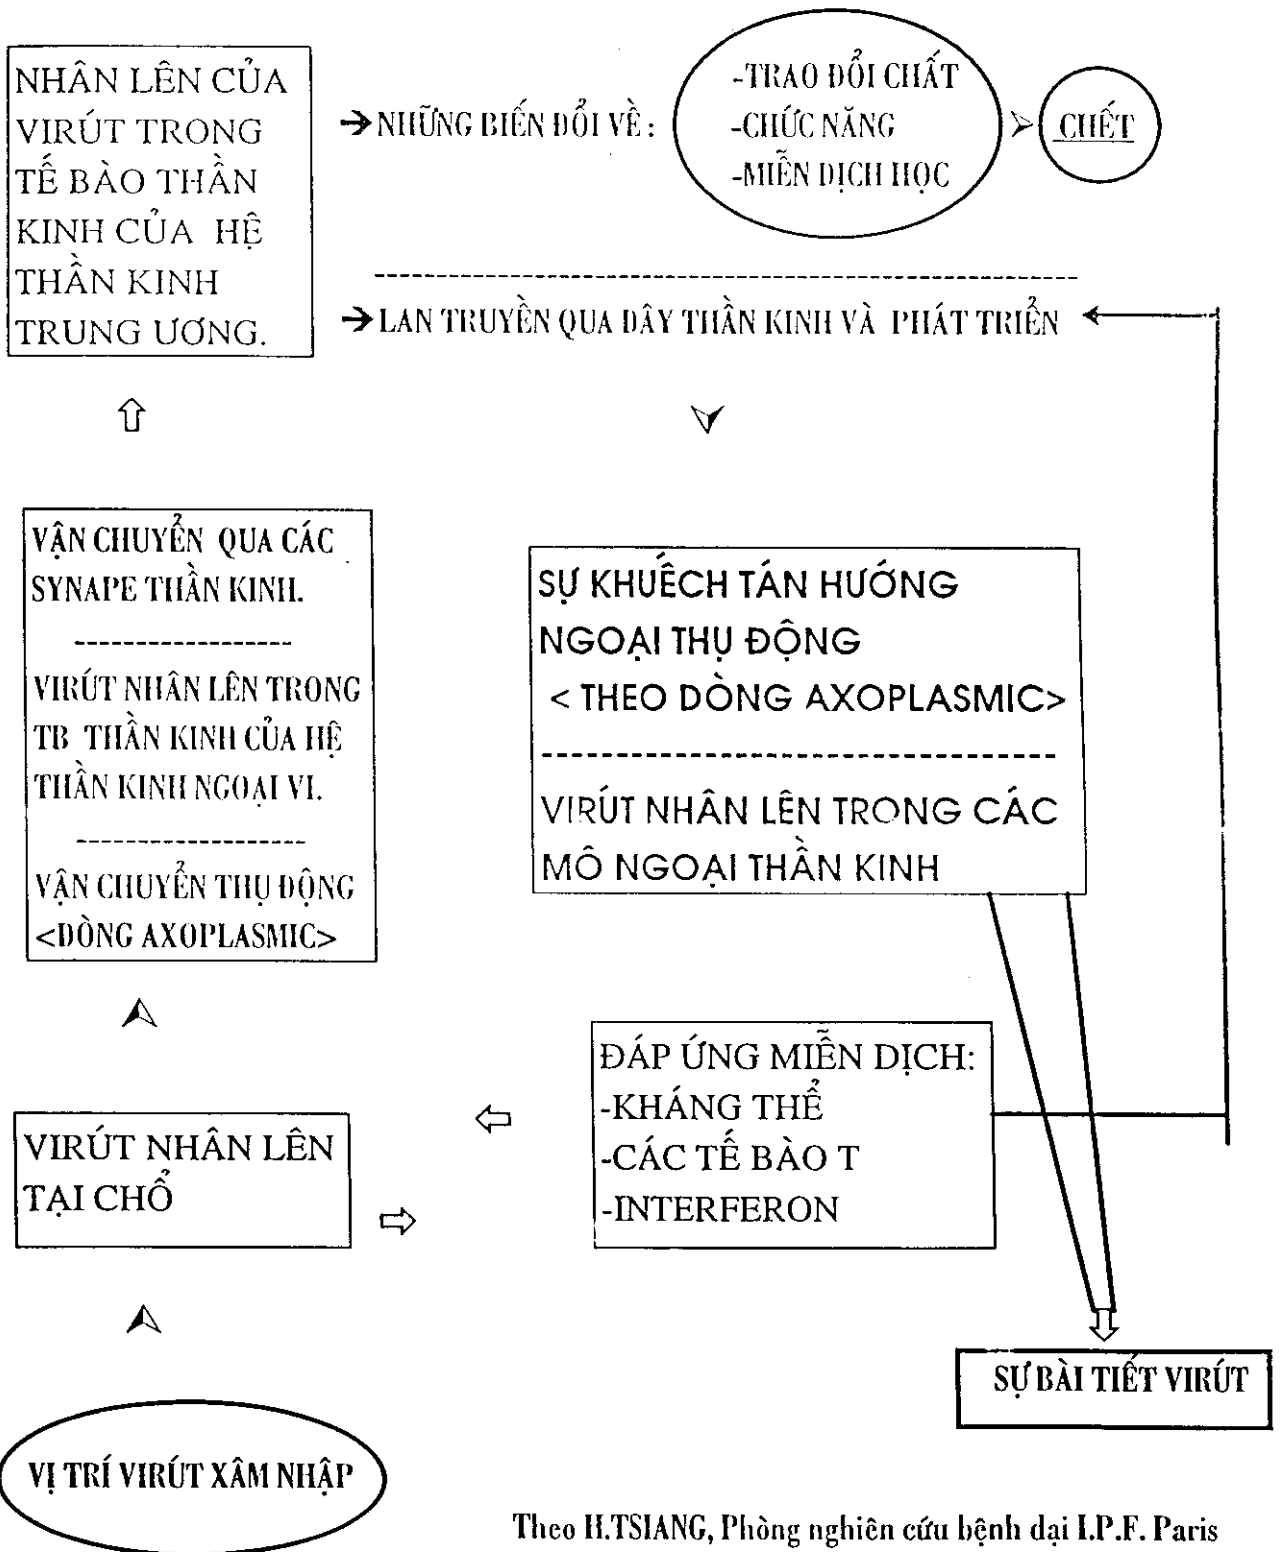 NHÂN LÊN CỦA
VIRÚT TRONG
TẾ BÀO THẦN
KINH CỦA HỆ
THẦN KINH
TRUNG ƯƠNG.
NHỮNG BIẾN ĐỔI VỀ :
-TRAO ĐỔI CHẤT
-CHỨC NĂNG
-MIỄN DỊCH HỌC
CHẾT
LAN TRUYỀN QUA DÂY THẦN KINH VÀ PHÁT TRIỂN
VẬN CHUYỂN QUA CÁC
SYNAPE THẦN KINH.
VIRÚT NHÂN LÊN TRONG
TB THẦN KINH CỦA HỆ
THẦN KINH NGOẠI VI.
VẬN CHUYỂN THỤ ĐỘNG
<DÒNG AXOPLASMIC>
SỰ KHUẾCH TÁN HƯỚNG
NGOẠI THỤ ĐỘNG
< THEO DÒNG AXOPLASMIC>
VIRÚT NHÂN LÊN TRONG CÁC
MÔ NGOẠI THẦN KINH
ĐÁP ỨNG MIỄN DỊCH:
-KHÁNG THỂ
-CÁC TẾ BÀO T
-INTERFERON
VIRÚT NHÂN LÊN
TẠI CHỔ
SỰ BÀI TIẾT VIRÚT
VỊ TRÍ VIRÚT XÂM NHẬP
Theo H.TSIANG, Phòng nghiên cứu bệnh dại I.P.F. Paris